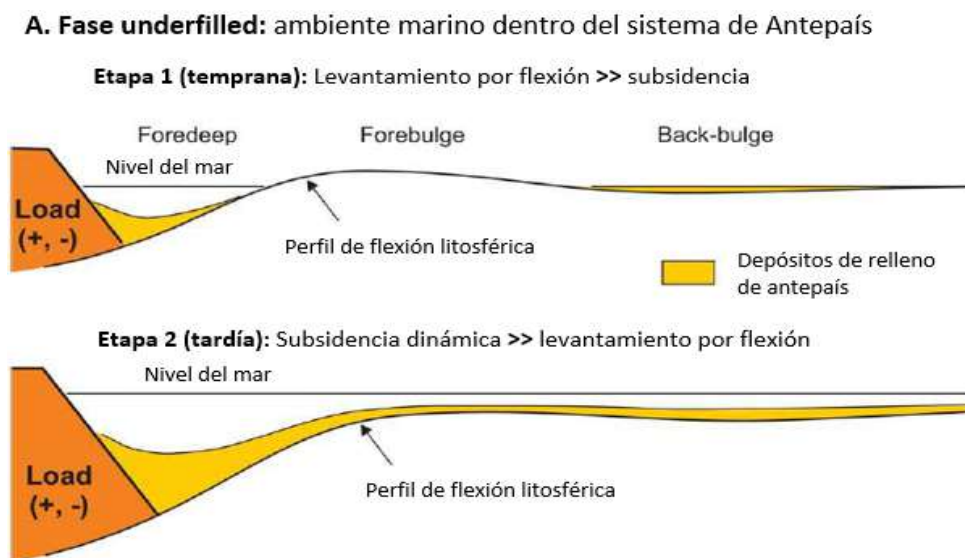 A. Fase underfilled: ambiente marino dentro del sistema de Antepaís
Etapa 1 (temprana): Levantamiento por flexión >> subsidencia
Foredeep
Forebulge
Back-bulge
Nivel del mar
Load
(+, -)
Perfil de flexión litosférica
Depósitos de relleno
de antepaís
Etapa 2 (tardía): Subsidencia dinámica >> levantamiento por flexión
Nivel del mar
Load
(+, -)
Perfil de flexión litosférica